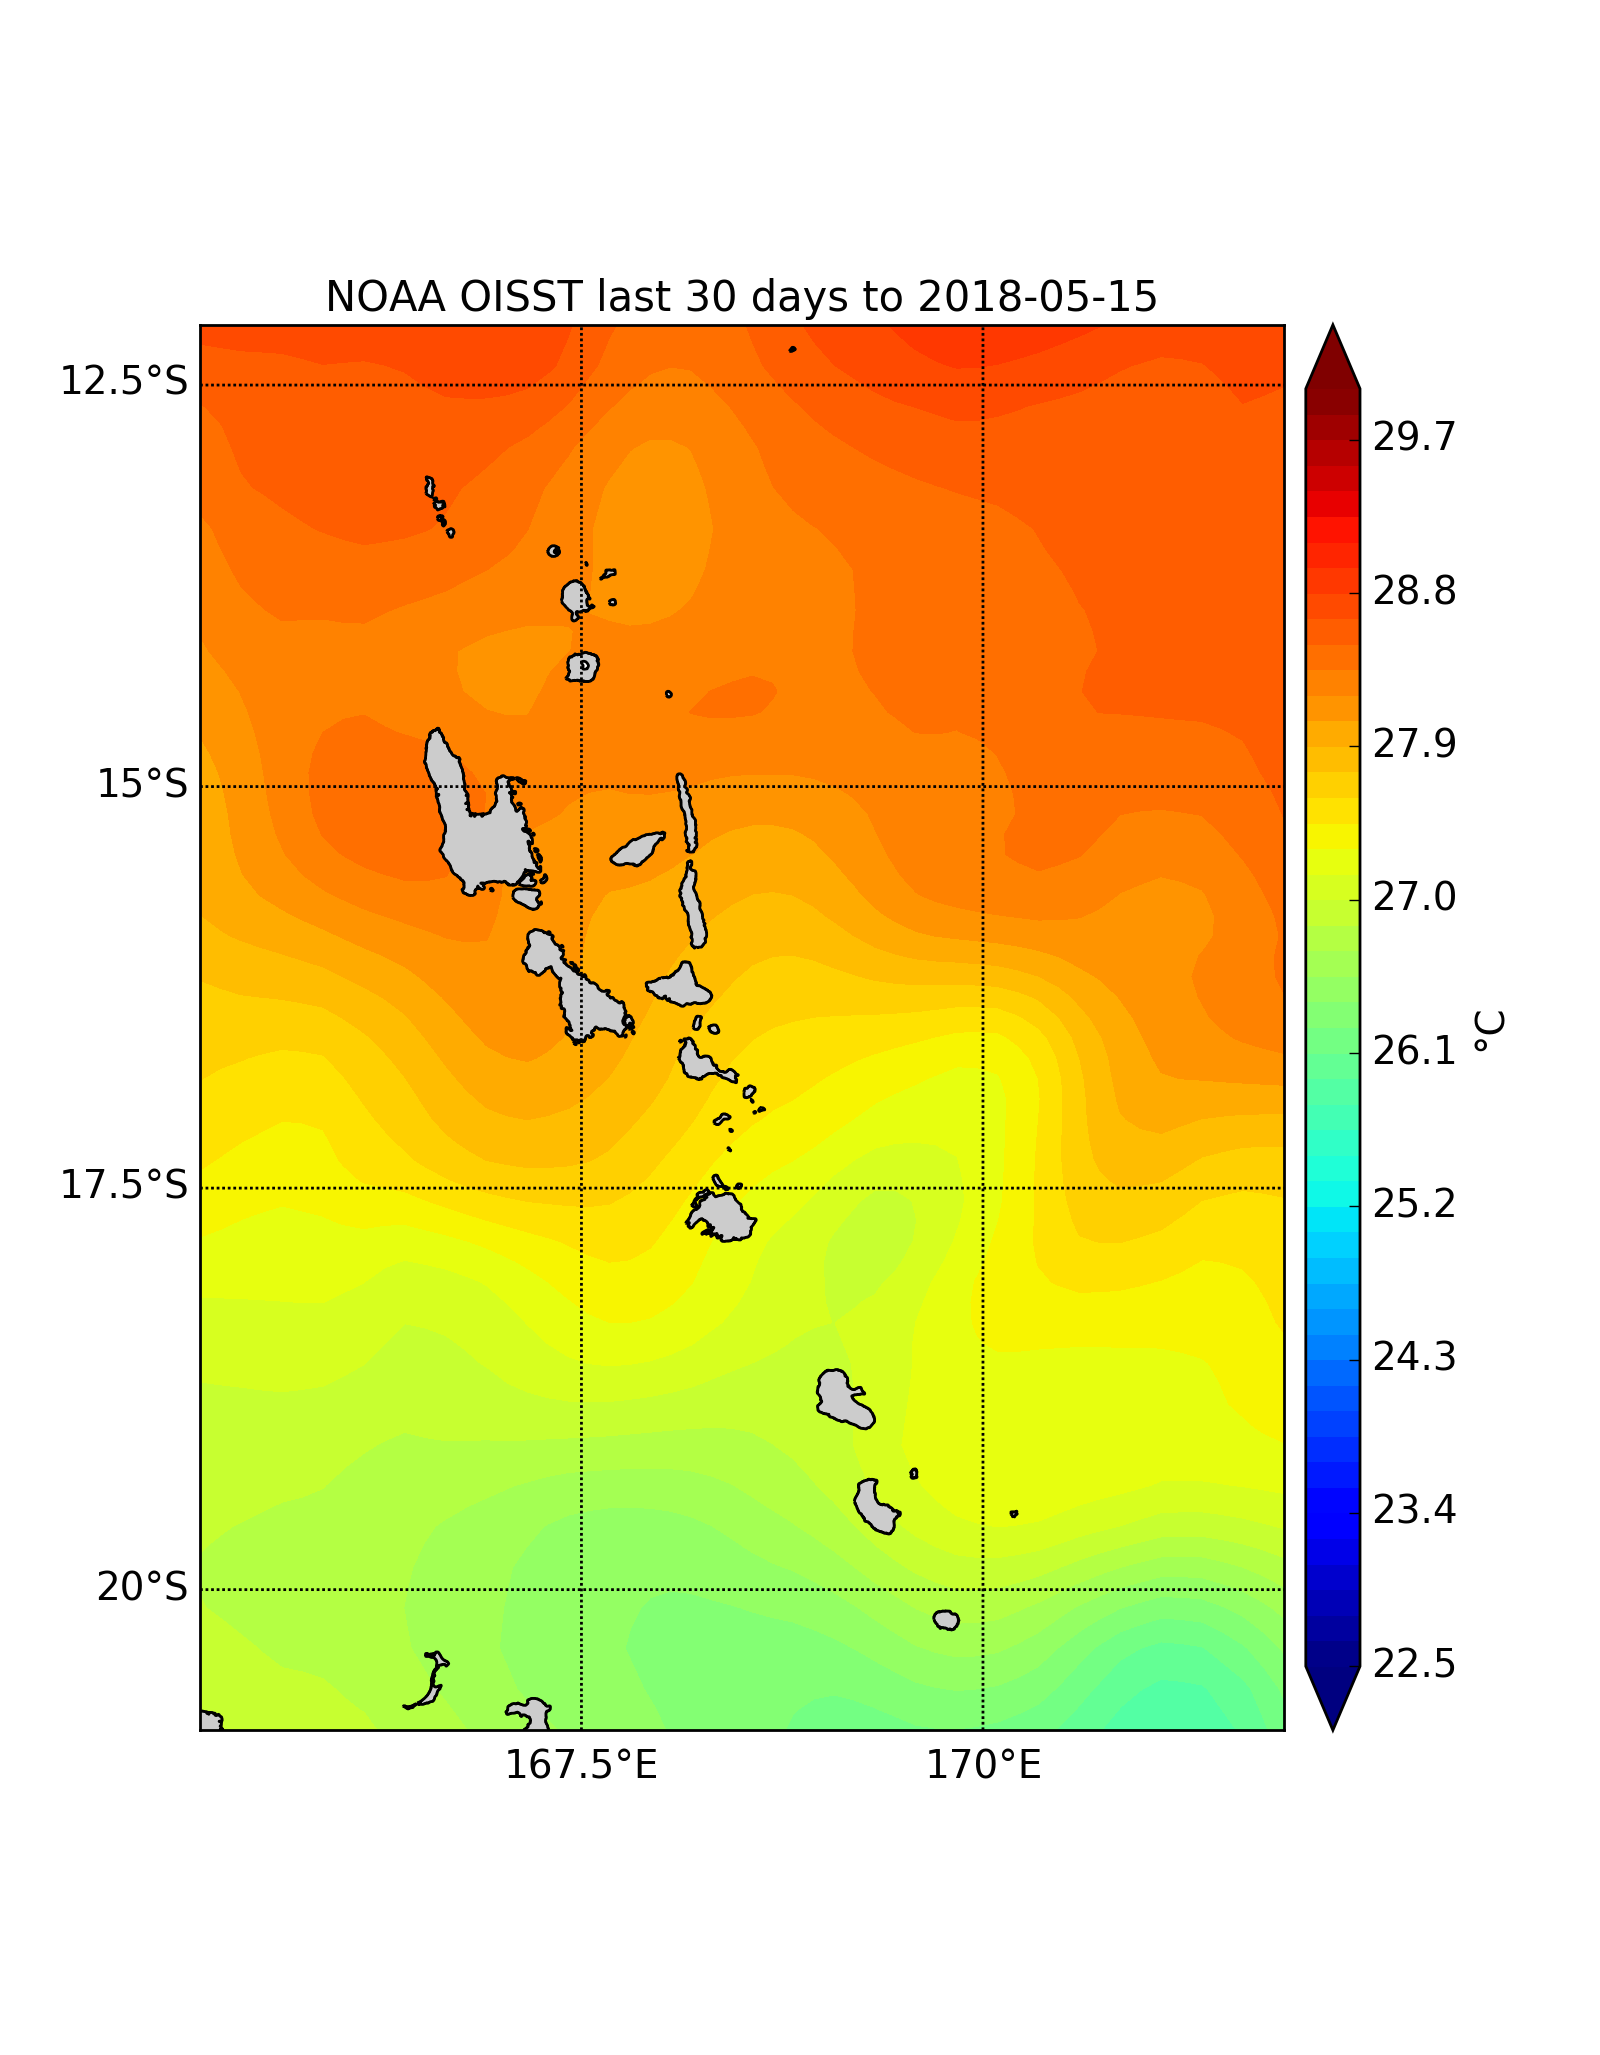 NOAA OISST last 30 days to 2018-05-15
12.5°S
15°S
17.5°S
20°S
167.5°E
170°E
29.7
28.8
27.9
27.0
26.1
25.2
24.3
23.4
22.5
°C